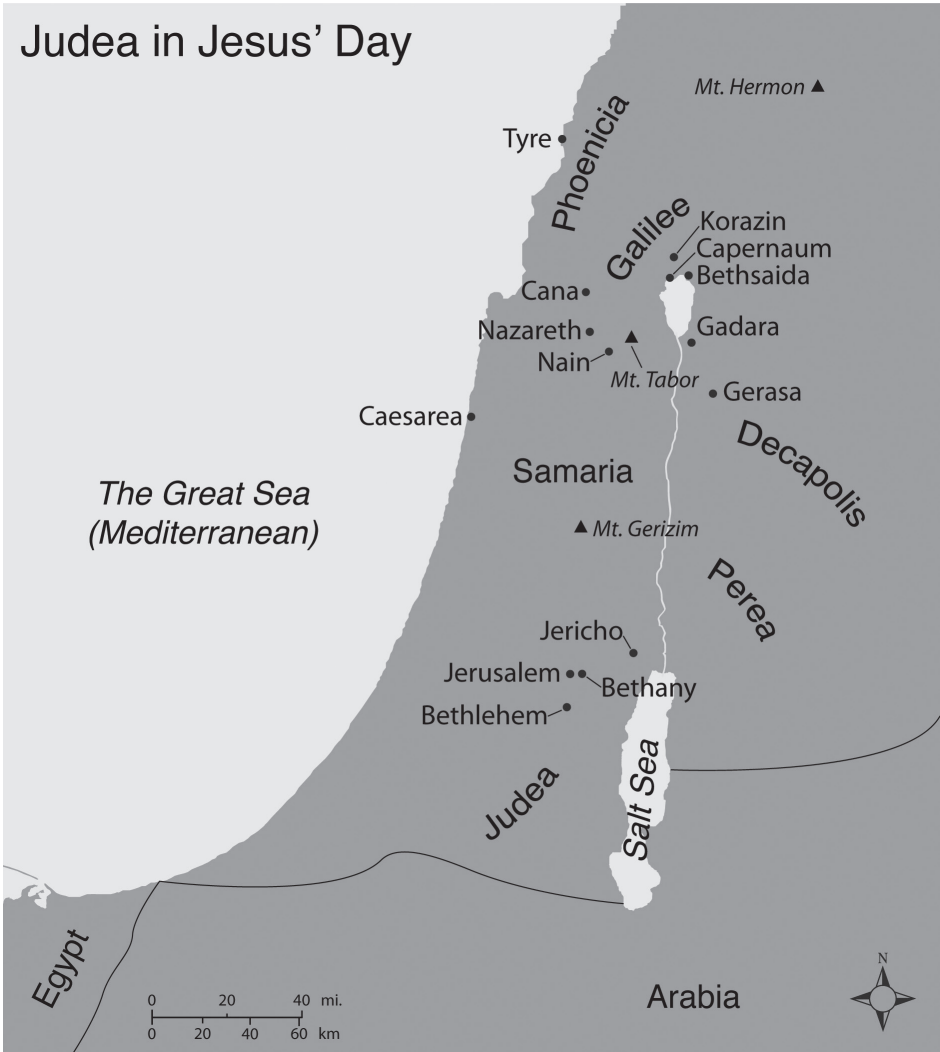 Judea in Jesus’ Day
Mt. Hermon
Tyre
Phoenicia
Galilee
Korazin
Capernaum
Bethsaida
Cana
Nazareth
Gadara
Nain
Mt. Tabor
Gerasa
Caesarea
Decapolis
Samaria
The Great Sea
(Mediterranean)
Mt. Gerizim
Perea
Jericho
Jerusalem
Bethany
Bethlehem
Salt Sea
Judea
Egypt
Arabia
N
0 20 40 mi.
0 20 40 60 km